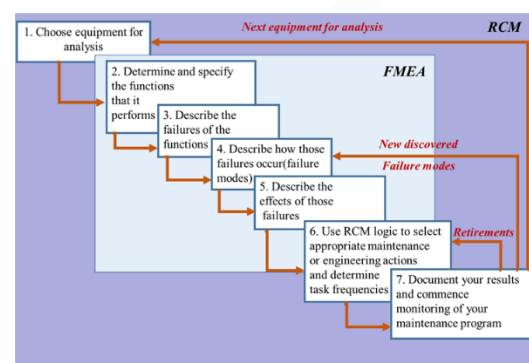 Next equipment for analysis
RCM
1. Choose equipment for
analysis
FMEA
2. Determine and specify
the functions
that it
performs
3. Describe the
failures of the
functions
4. Describe how those
failures occur(failure
modes)
New discovered
Failure modes
5. Describe the
effects of those
failures
6. Use RCM logic to select
appropriate maintenance
or engineering actions
and determine
task frequencies
Retirements
7. Document your results
and commence
monitoring of your
maintenance program